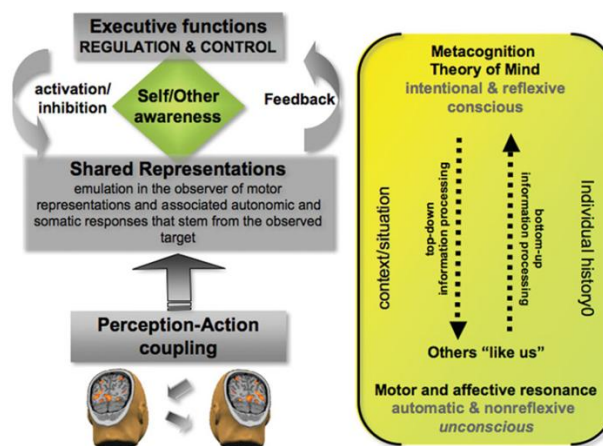 Executive functions
REGULATION & CONTROL
activation/
inhibition
Self/Other
awareness
Feedback
Shared Representations
emulation in the observer of motor
representations and associated autonomic and
somatic responses that stem from the observed
target
Perception-Action
coupling
Metacognition
Theory of Mind
intentional & reflexive
conscious
context/situation
top-down
information processing
bottom-up
information processing
Individual history0
Others “like us”
Motor and affective resonance
automatic & nonreflexive
unconscious